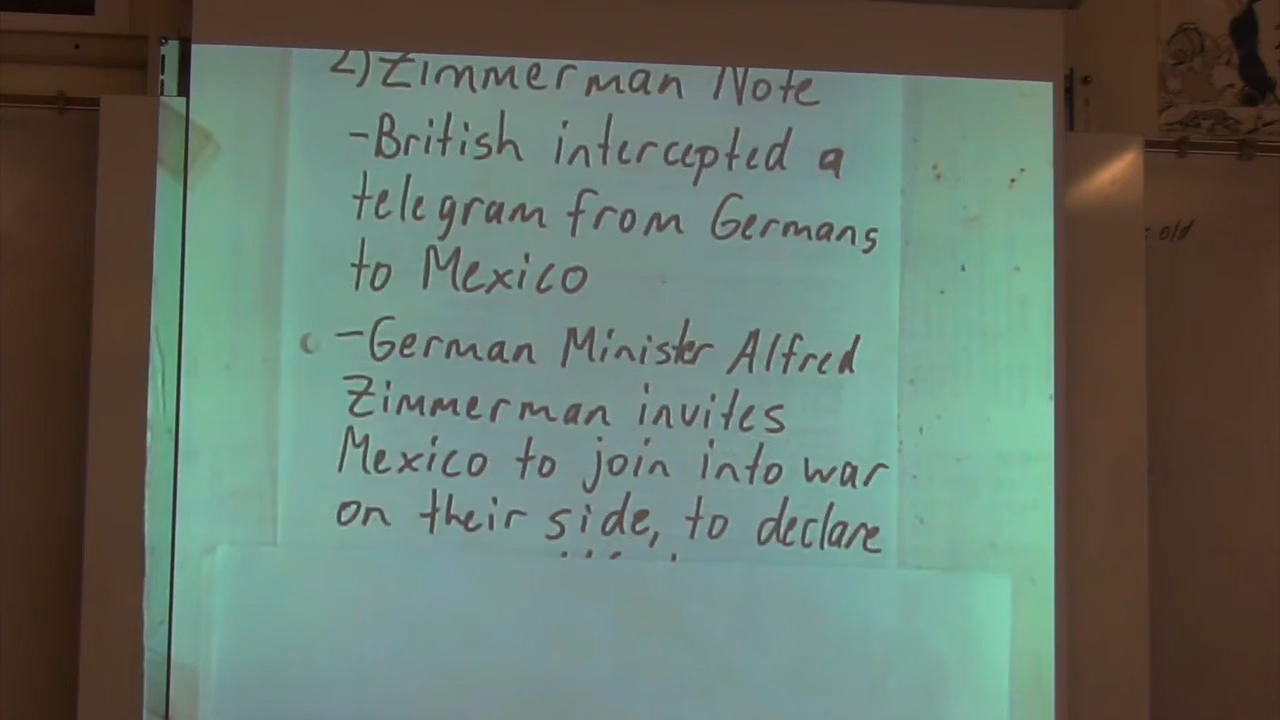 2) Zimmerman Note
-British intercepted a
telegram from Germans
to Mexico
-German Minister Alfred
Zimmerman invites
Mexico to join into war
on their side, to declare
old